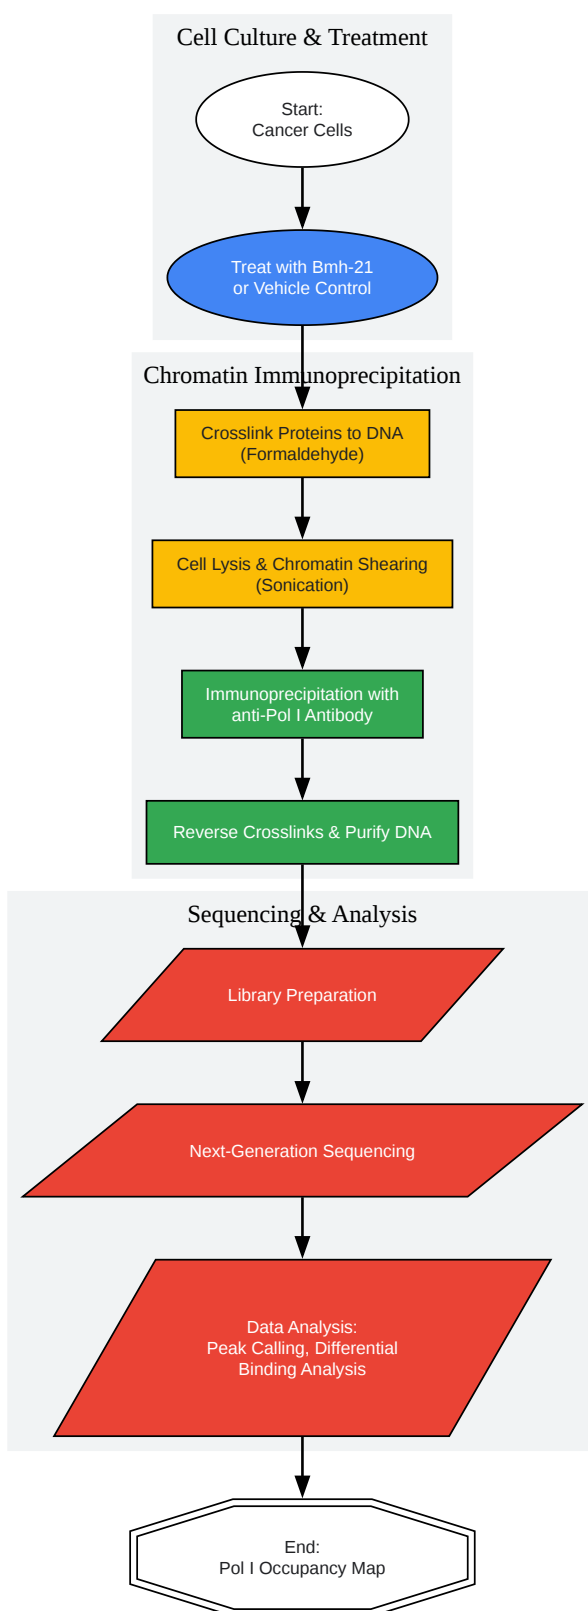 Cell Culture & Treatment
Start:
Cancer Cells
Treat with Bmh-21
or Vehicle Control
Chromatin Immunoprecipitation
Crosslink Proteins to DNA
(Formaldehyde)
Cell Lysis & Chromatin Shearing
(Sonication)
Immunoprecipitation with
anti-Pol I Antibody
Reverse Crosslinks & Purify DNA
Sequencing & Analysis
Library Preparation
Next-Generation Sequencing
Data Analysis:
Peak Calling, Differential
Binding Analysis
End:
Pol I Occupancy Map